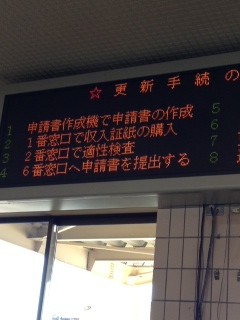 ☆更新手続の
1 申請書作成機で申請書の作成 5
2 1番窓口で収入証紙の購入 6
3 2番窓口で適性検査 7
4 6番窓口へ申請書を提出する 8